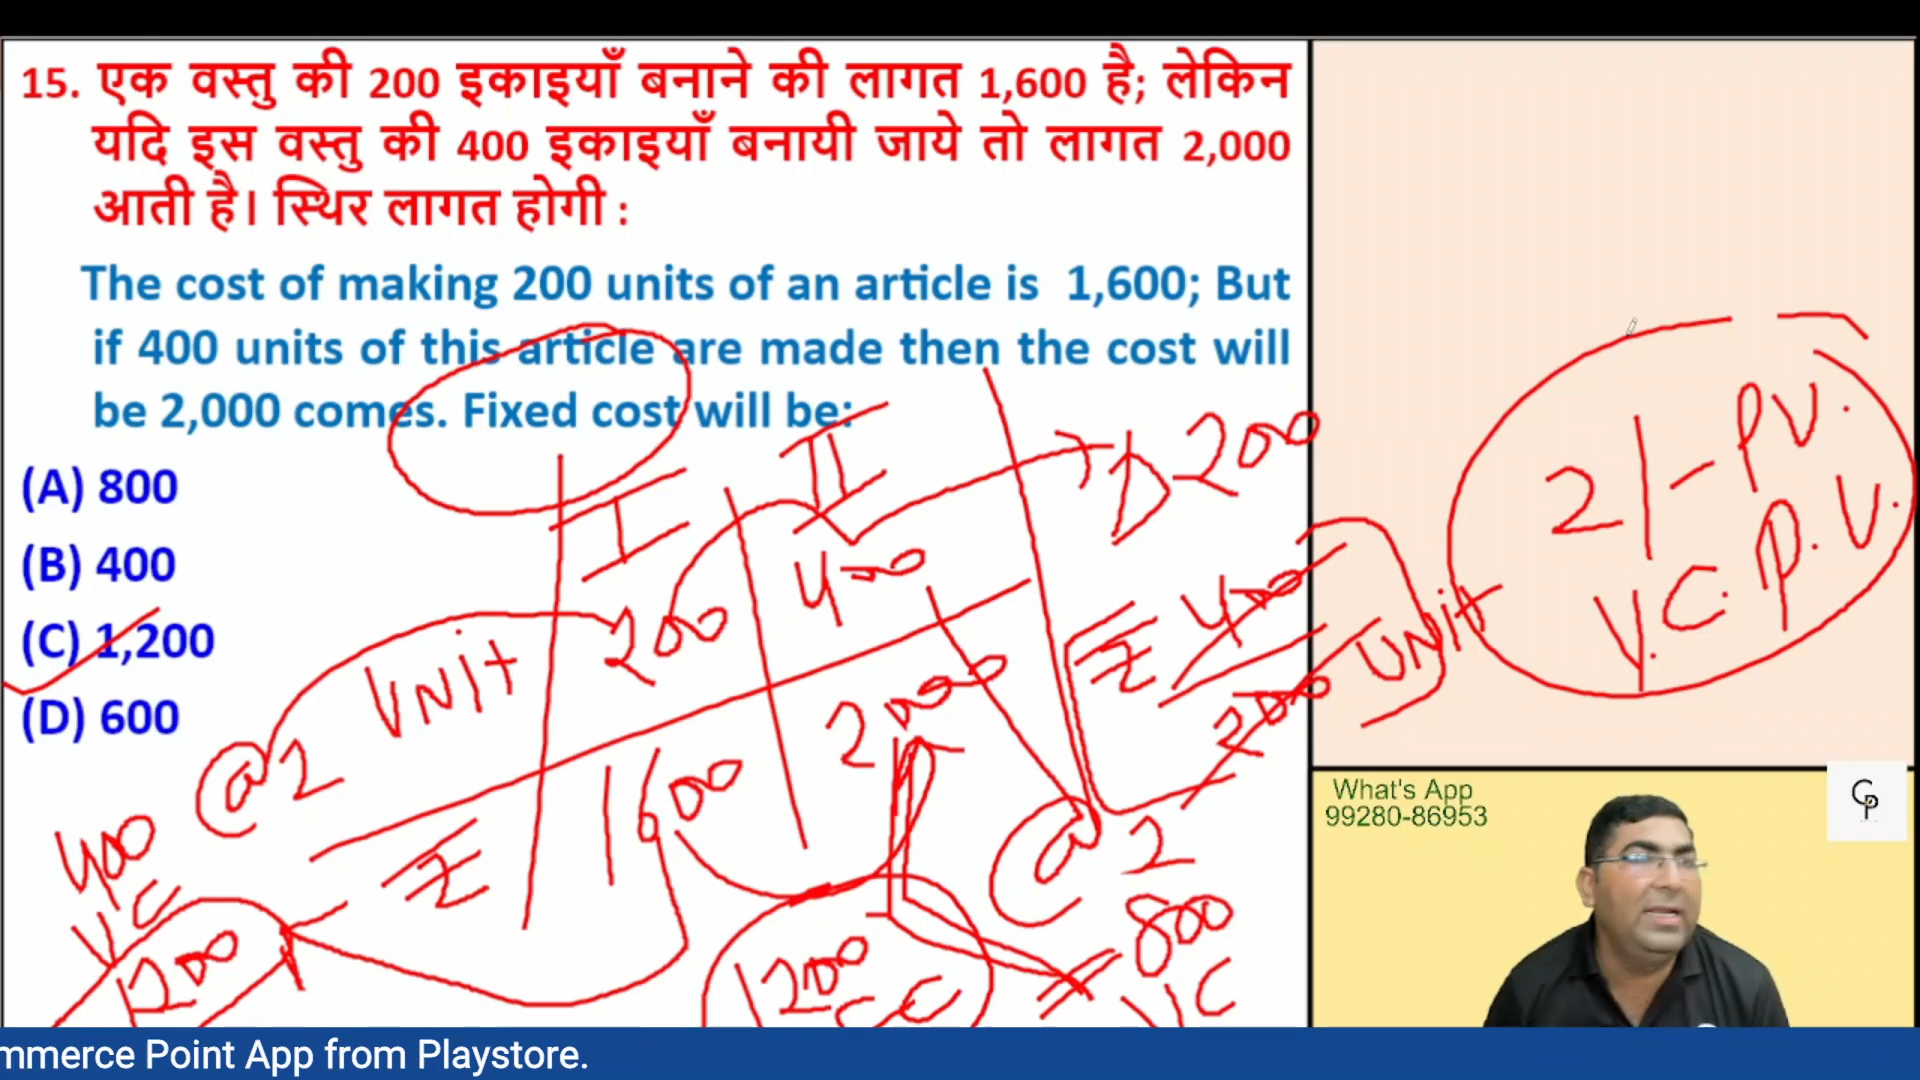 15. एक वस्तु की 200 इकाइयाँ बनाने की लागत 1,600 है; लेकिन
यदि इस वस्तु की 400 इकाइयाँ बनायी जाये तो लागत 2,000
आती है। स्थिर लागत होगी :
The cost of making 200 units of an article is 1,600; But
if 400 units of this article are made then the cost will
be 2,000 comes. Fixed cost will be:
(A) 800
(B) 400
(C) 1,200
(D) 600
I II D-200
UNIT 200 400
₹ 400
200 UNIT
@ 2
₹ 1600 2000
@ 2
= 800
VC
400
VC
1200
1200
2/- P.V.
V.C. P.U.
What's App
99280-86953
CP
mmerce Point App from Playstore.